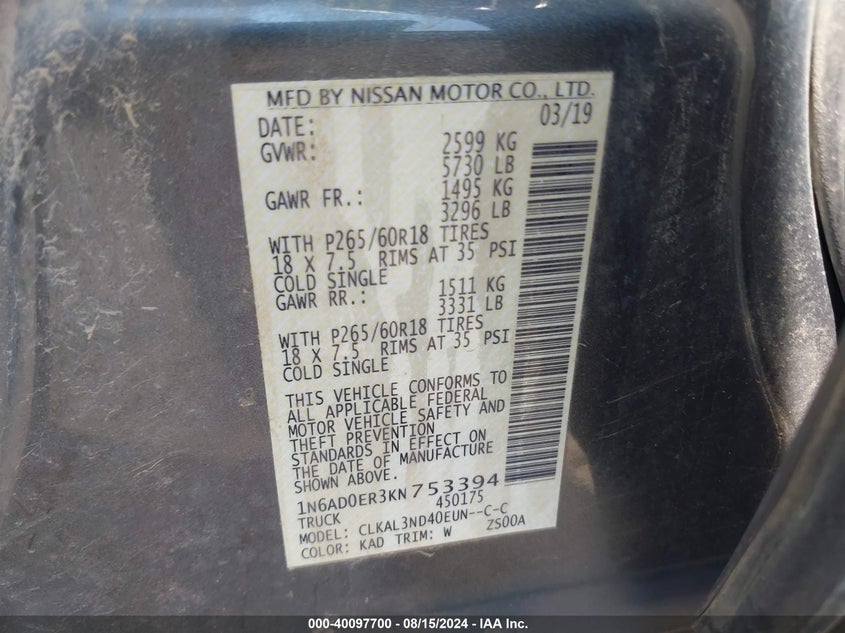 MFD BY NISSAN MOTOR CO., LTD.
DATE: 03/19
GVWR: 2599 KG
5730 LB
GAWR FR.: 1495 KG
3296 LB
WITH P265/60R18 TIRES
18 X 7.5 RIMS AT 35 PSI
COLD SINGLE
GAWR RR.: 1511 KG
3331 LB
WITH P265/60R18 TIRES
18 X 7.5 RIMS AT 35 PSI
COLD SINGLE
THIS VEHICLE CONFORMS TO
ALL APPLICABLE FEDERAL
MOTOR VEHICLE SAFETY AND
THEFT PREVENTION
STANDARDS IN EFFECT ON
THE DATE OF MANUFACTURE
SHOWN ABOVE.
1N6AD0ER3KN753394
TRUCK 450175
MODEL: CLKAL3ND40EUN--C-C
COLOR: KAD TRIM: W ZS00A
000-40097700 - 08/15/2024 - IAA Inc.